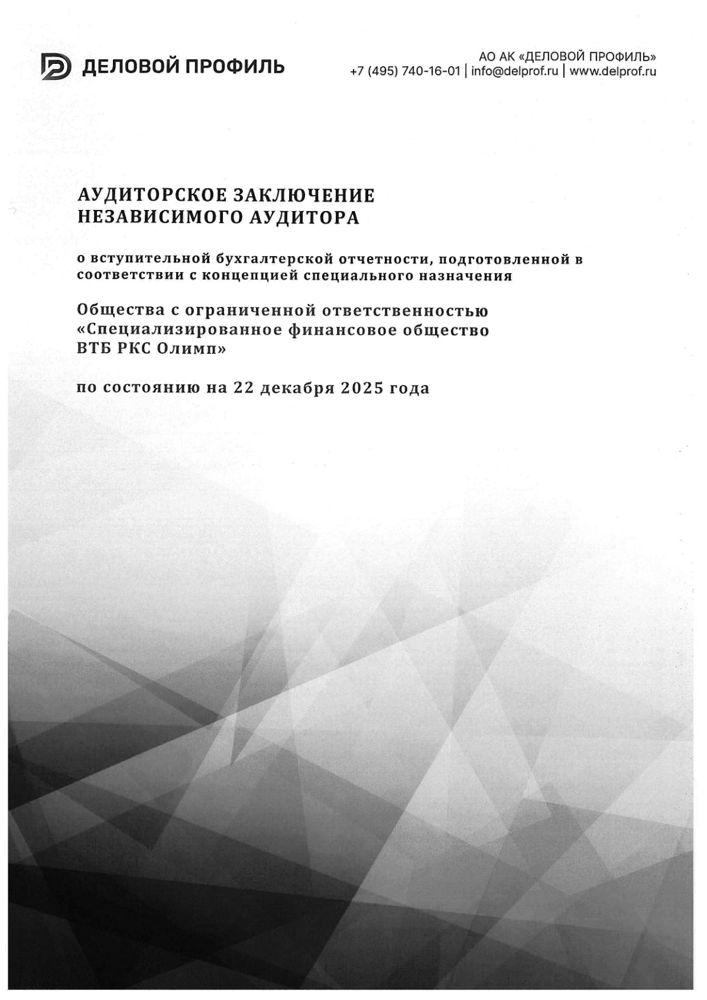 ДЕЛОВОЙ ПРОФИЛЬ
АО АК «ДЕЛОВОЙ ПРОФИЛЬ»
+7 (495) 740-16-01 | info@delprof.ru | www.delprof.ru
АУДИТОРСКОЕ ЗАКЛЮЧЕНИЕ
НЕЗАВИСИМОГО АУДИТОРА
о вступительной бухгалтерской отчетности, подготовленной в
соответствии с концепцией специального назначения
Общества с ограниченной ответственностью
«Специализированное финансовое общество
ВТБ РКС Олимп»
по состоянию на 22 декабря 2025 года